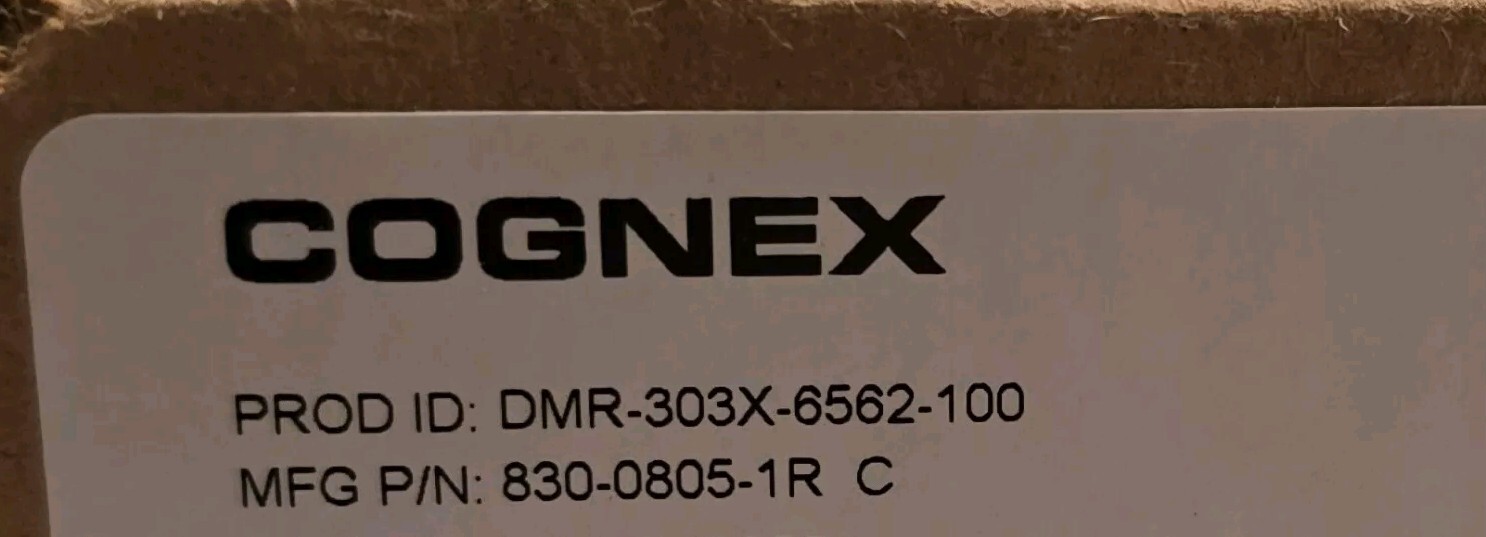 COGNEX
PROD ID: DMR-303X-6562-100
MFG P/N: 830-0805-1R C